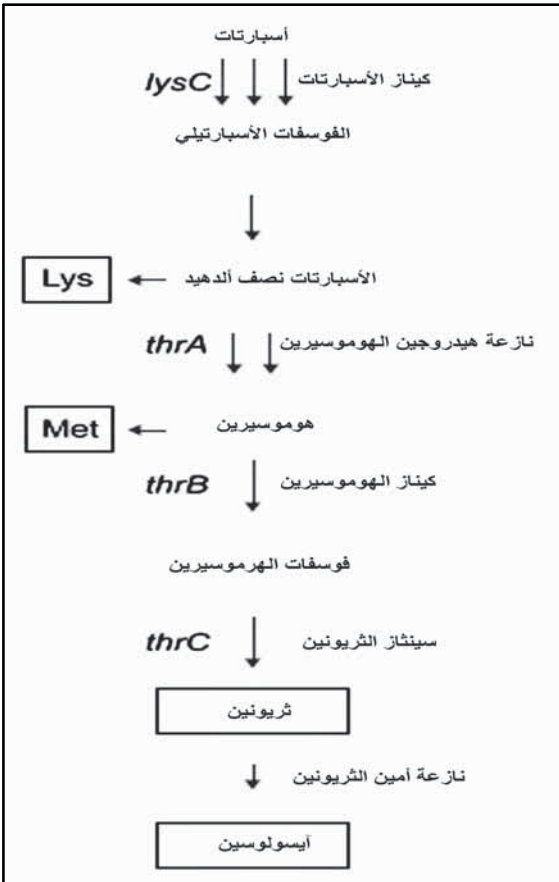 أسبارتات
lysC كيناز الأسبارتات
الفوسفات الأسبارتيلي
Lys الأسبارتات نصف ألدهيد
thrA نازعة هيدروجين الهوموسيرين
Met هوموسيرين
thrB كيناز الهوموسيرين
فوسفات الهرموسيرين
thrC سينثاز الثريونين
ثريونين
نازعة أمين الثريونين
آيسولوسين